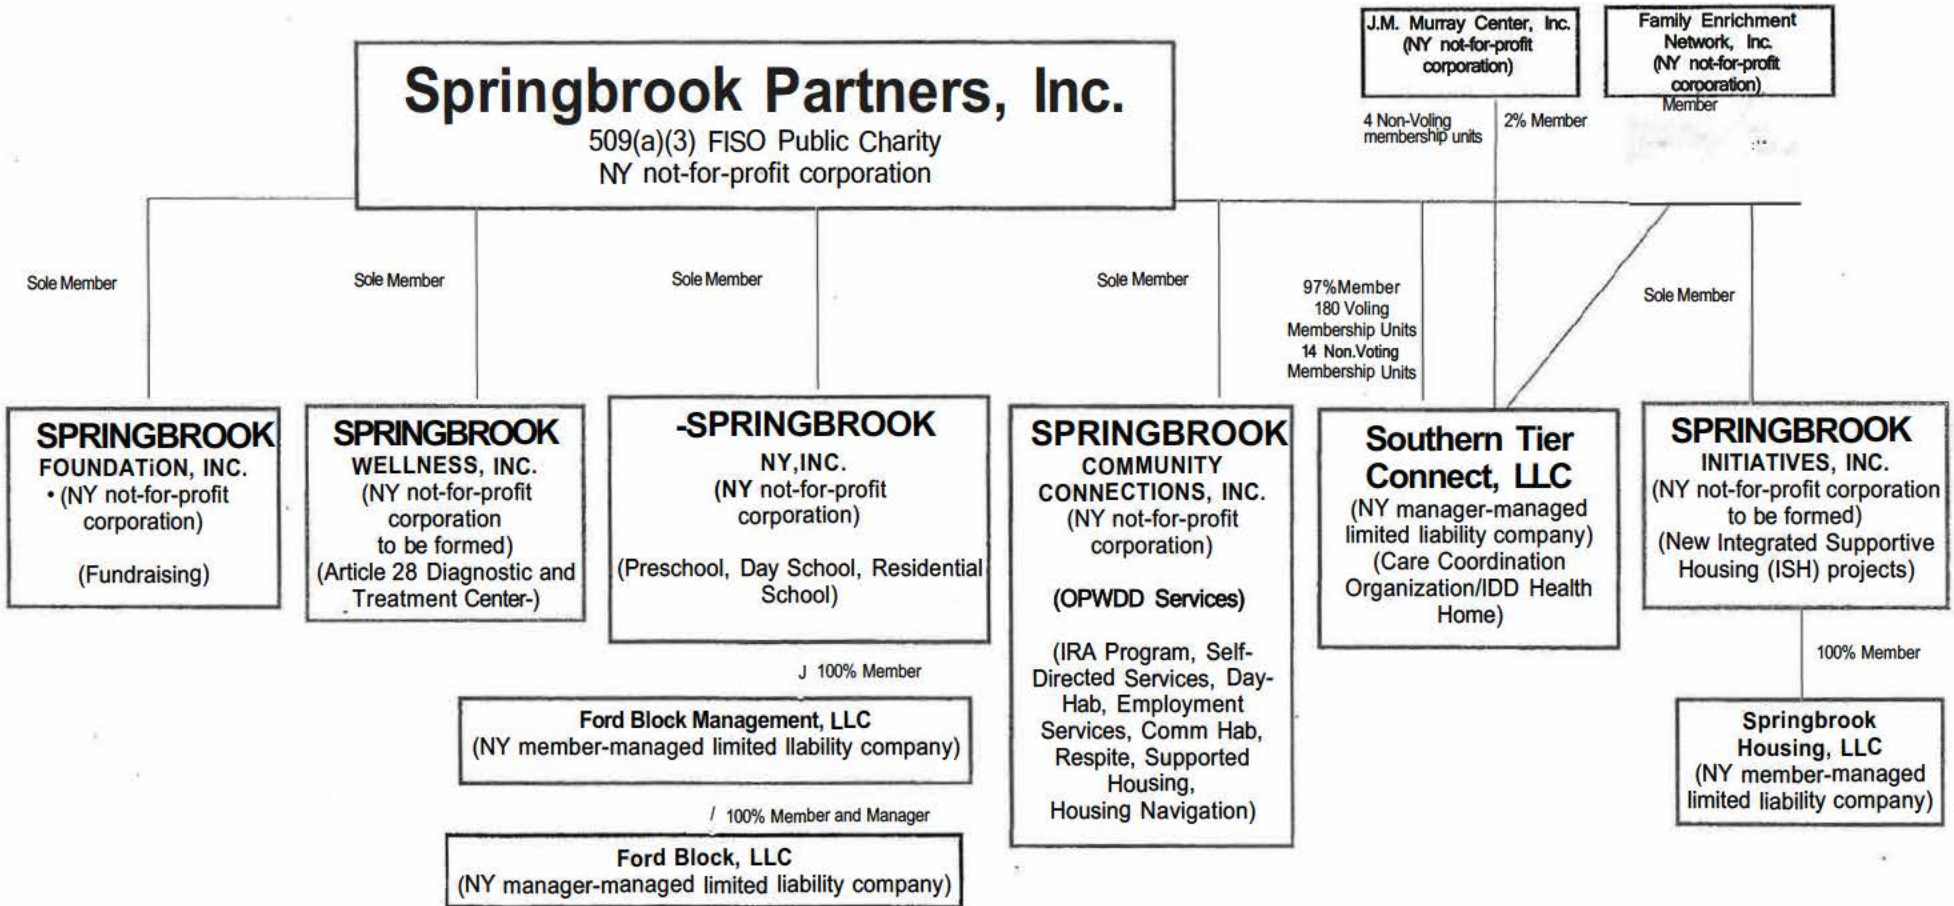 J.M. Murray Center, Inc.
(NY not-for-profit
corporation)
Family Enrichment
Network, Inc.
(NY not-for-profit
corporation)
Member
Springbrook Partners, Inc.
509(a)(3) FISO Public Charity
NY not-for-profit corporation
4 Non-Voling
membership units
2% Member
Sole Member
Sole Member
Sole Member
Sole Member
97%Member
180 Voling
Membership Units
14 Non.Voting
Membership Units
Sole Member
SPRINGBROOK
FOUNDATiON, INC.
• (NY not-for-profit
corporation)
(Fundraising)
SPRINGBROOK
WELLNESS, INC.
(NY not-for-profit
corporation
to be formed)
(Article 28 Diagnostic and
Treatment Center-)
-SPRINGBROOK
NY,INC.
(NY not-for-profit
corporation)
(Preschool, Day School, Residential
School)
SPRINGBROOK
COMMUNITY
CONNECTIONS, INC.
(NY not-for-profit
corporation)
(OPWDD Services)
(IRA Program, Self-
Directed Services, Day-
Hab, Employment
Services, Comm Hab,
Respite, Supported
Housing,
Housing Navigation)
Southern Tier
Connect, LLC
(NY manager-managed
limited liability company)
(Care Coordination
Organization/IDD Health
Home)
SPRINGBROOK
INITIATIVES, INC.
(NY not-for-profit corporation
to be formed)
(New Integrated Supportive
Housing (ISH) projects)
J 100% Member
Ford Block Management, LLC
(NY member-managed limited llability company)
/ 100% Member and Manager
Ford Block, LLC
(NY manager-managed limited liability company)
100% Member
Springbrook
Housing, LLC
(NY member-managed
limited liability company)